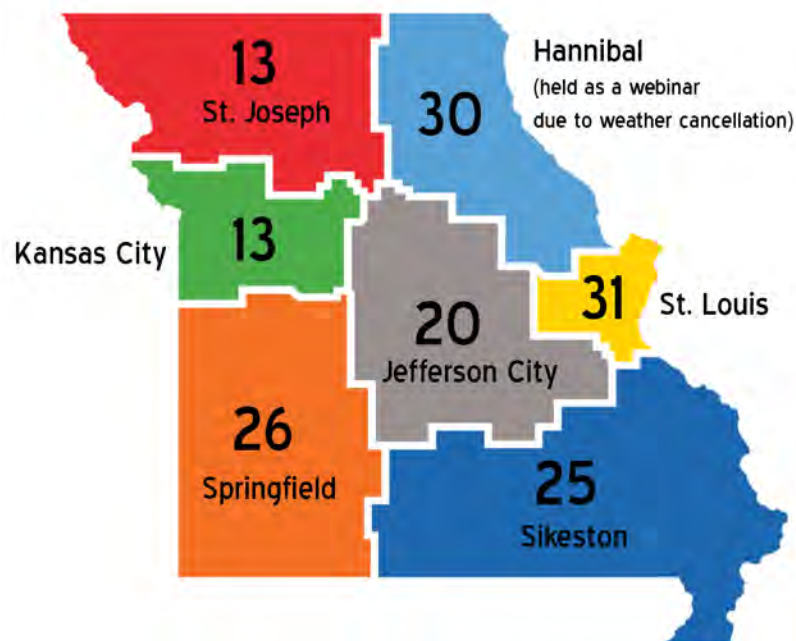 13
St. Joseph
30
Hannibal
(held as a webinar
due to weather cancellation)
Kansas City
13
20
Jefferson City
31
St. Louis
26
Springfield
25
Sikeston